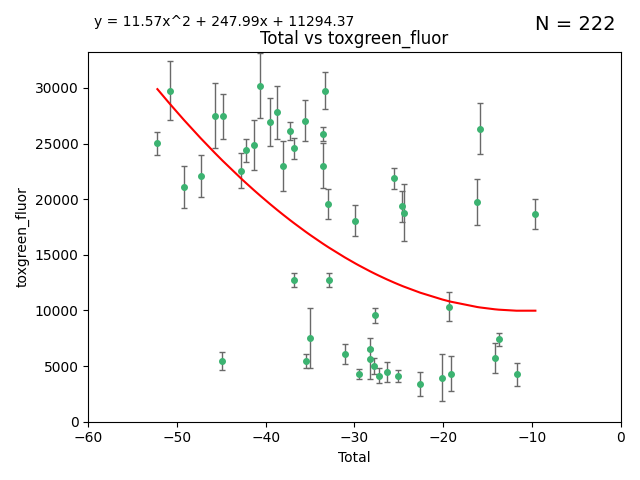 y = 11.57x^2 + 247.99x + 11294.37
N = 222
Total vs toxgreen_fluor
toxgreen_fluor
30000
25000
20000
15000
10000
5000
0
−60 −50 −40 −30 −20 −10 0
Total